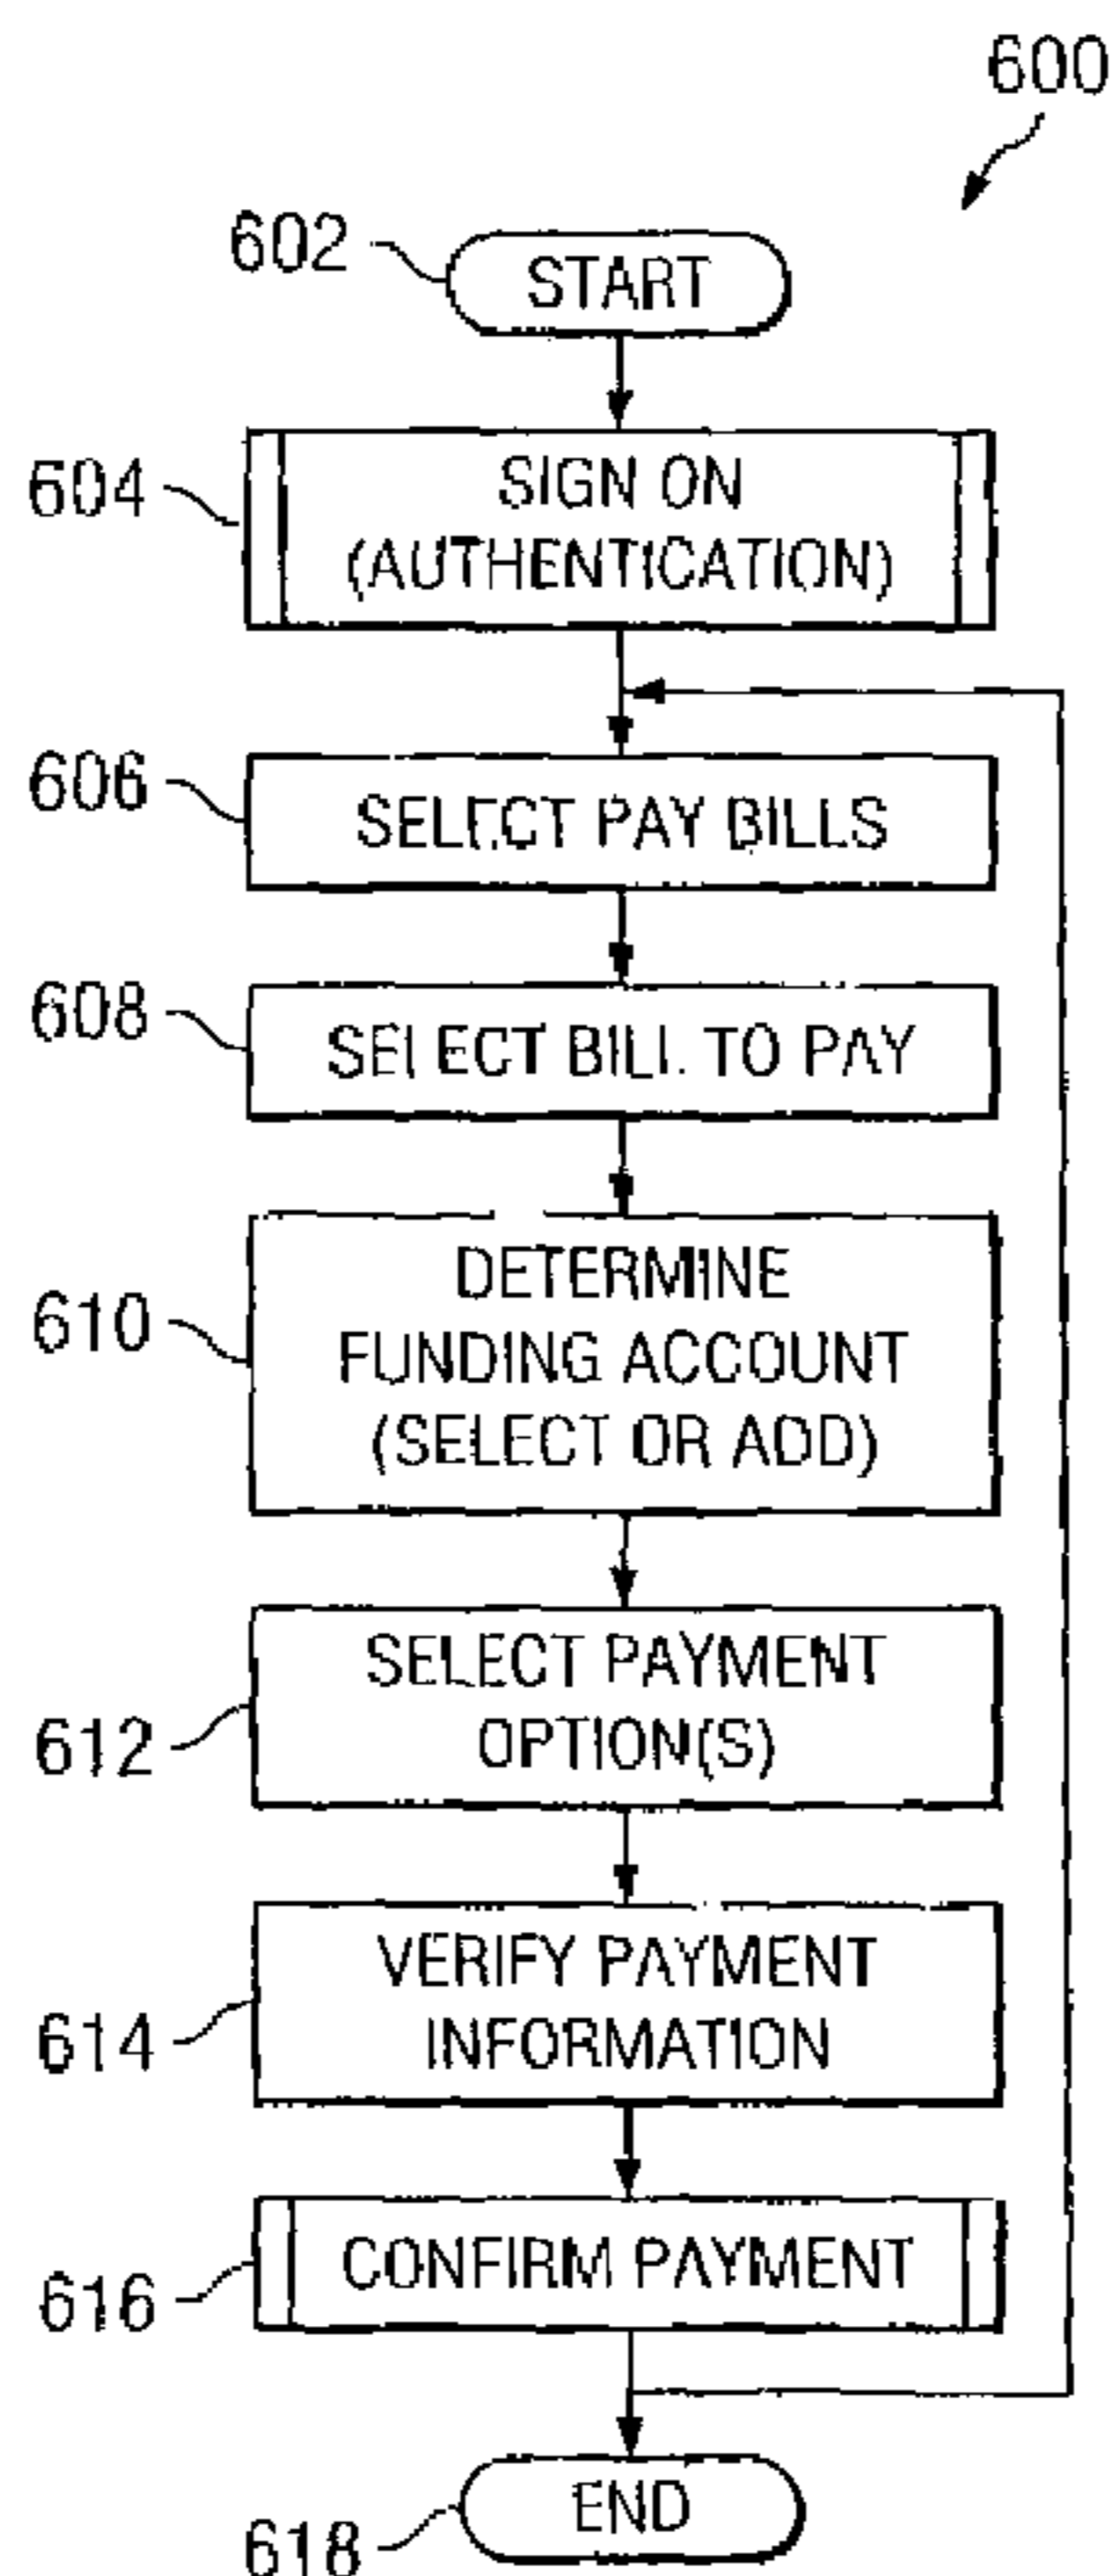 600
602
START
604
SIGN ON
(AUTHENTICATION)
606
SELECT PAY BILLS
608
SELECT BILL TO PAY
610
DETERMINE
FUNDING ACCOUNT
(SELECT OR ADD)
612
SELECT PAYMENT
OPTION(S)
614
VERIFY PAYMENT
INFORMATION
616
CONFIRM PAYMENT
618
END